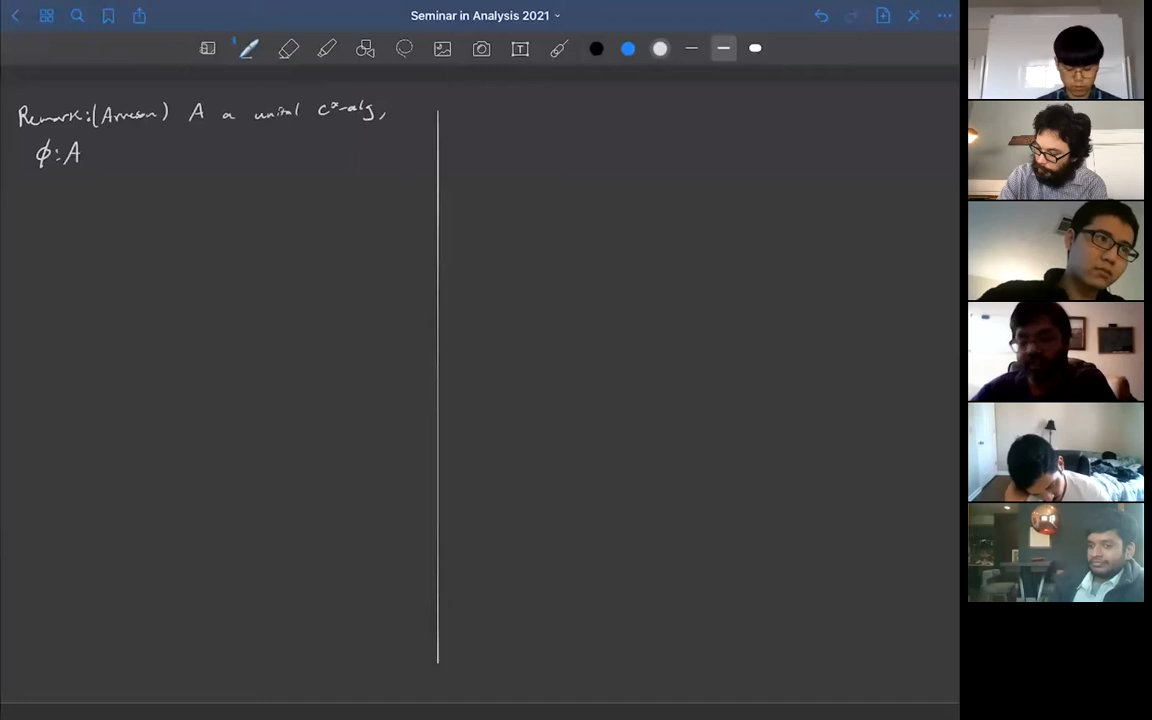 Seminar in Analysis 2021
Remark: (Arveson) A a unital C*-alg,
ϕ: A